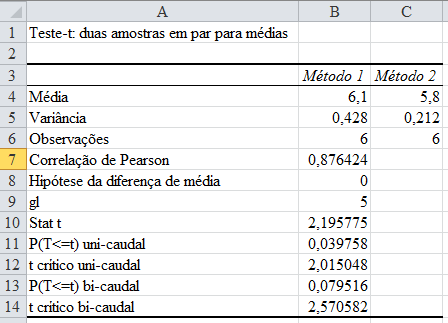 A B C
1 Teste-t: duas amostras em par para médias
2
3 Método 1 Método 2
4 Média 6,1 5,8
5 Variância 0,428 0,212
6 Observações 6 6
7 Correlação de Pearson 0,876424
8 Hipótese da diferença de média 0
9 gl 5
10 Stat t 2,195775
11 P(T<=t) uni-caudal 0,039758
12 t crítico uni-caudal 2,015048
13 P(T<=t) bi-caudal 0,079516
14 t crítico bi-caudal 2,570582